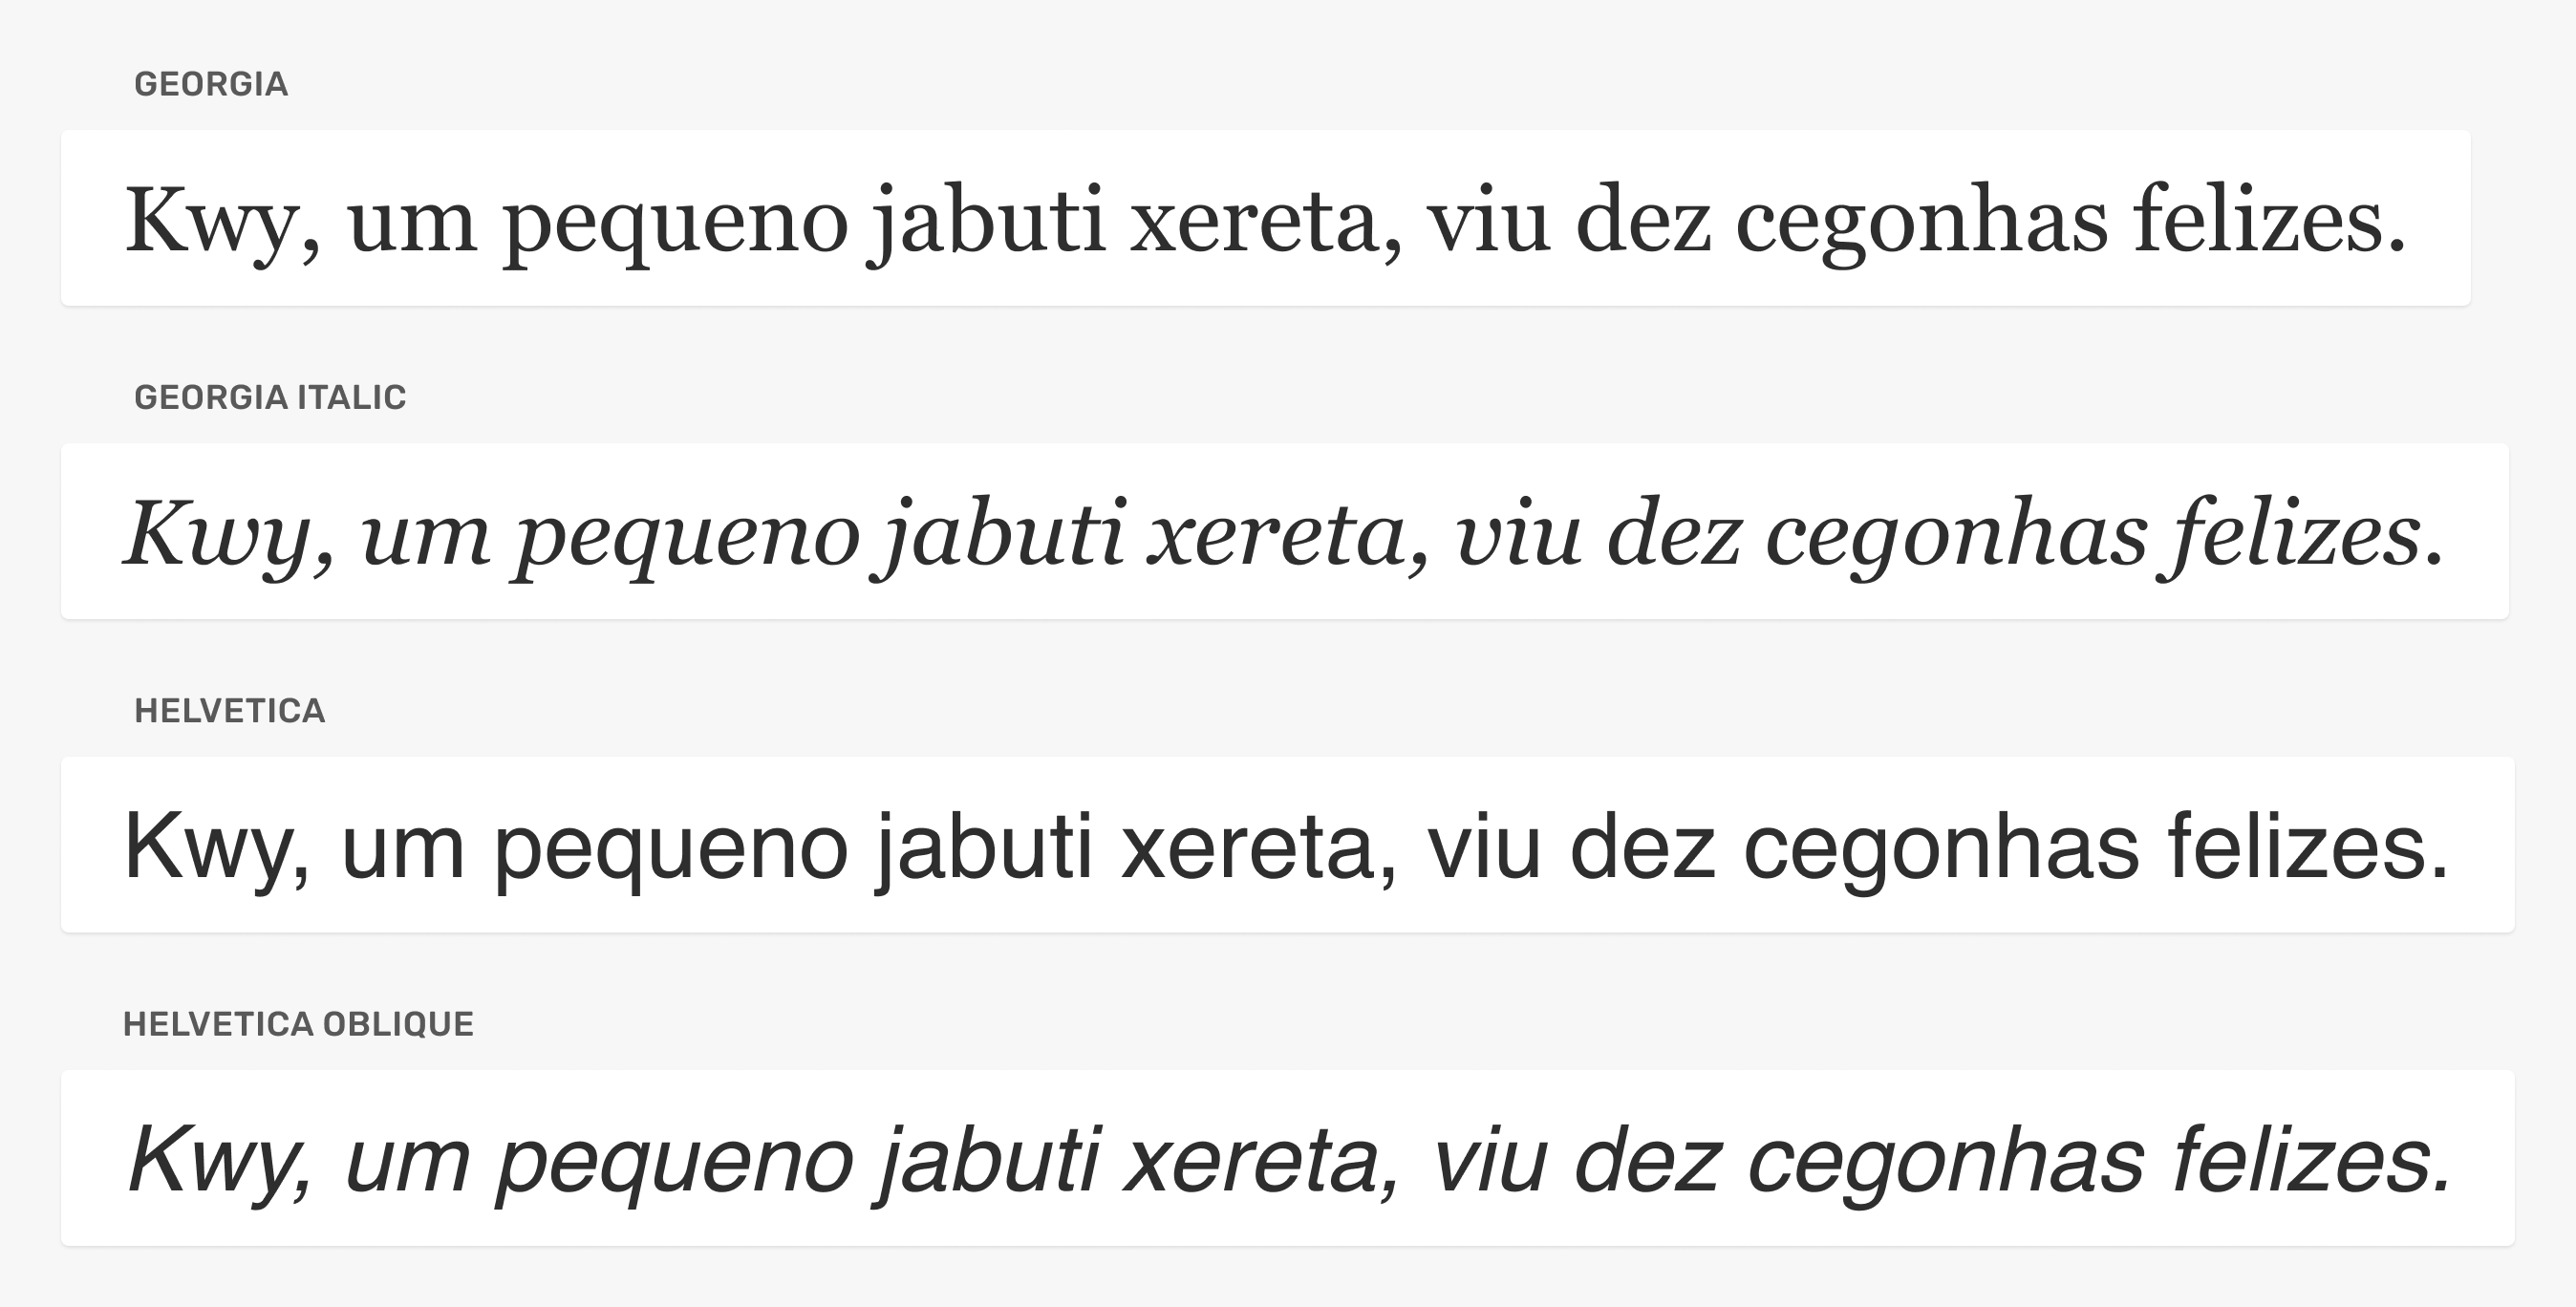 GEORGIA
Kwy, um pequeno jabuti xereta, viu dez cegonhas felizes.
GEORGIA ITALIC
Kwy, um pequeno jabuti xereta, viu dez cegonhas felizes.
HELVETICA
Kwy, um pequeno jabuti xereta, viu dez cegonhas felizes.
HELVETICA OBLIQUE
Kwy, um pequeno jabuti xereta, viu dez cegonhas felizes.